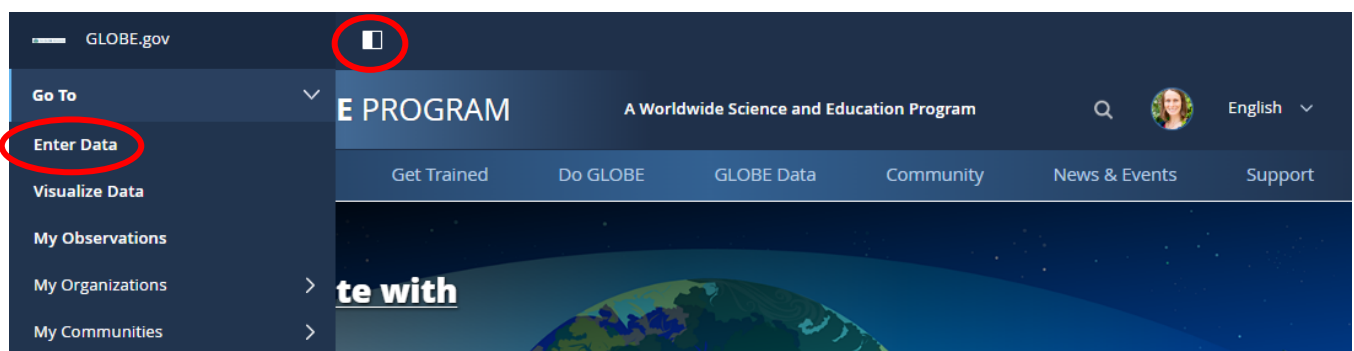 GLOBE.gov
Go To
E PROGRAM
A Worldwide Science and Education Program
English
Enter Data
Visualize Data
My Observations
My Organizations
My Communities
Get Trained
Do GLOBE
GLOBE Data
Community
News & Events
Support
te with